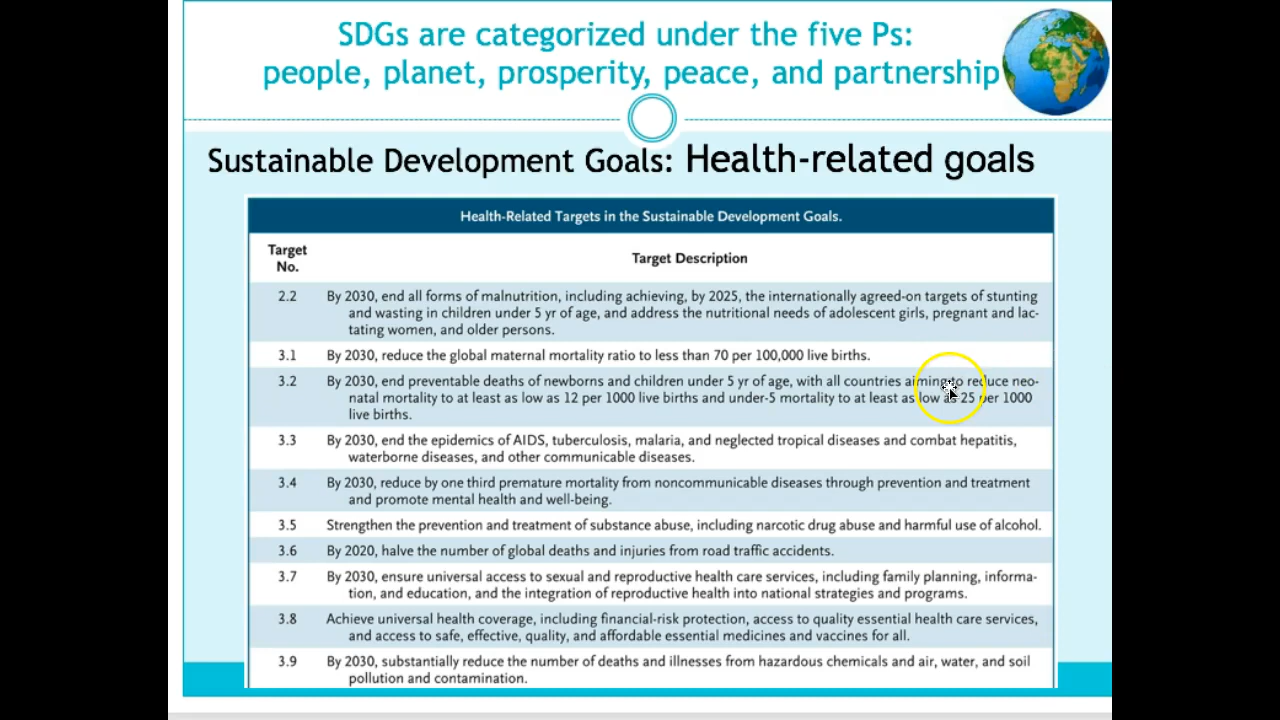 SDGs are categorized under the five Ps:
people, planet, prosperity, peace, and partnership
Sustainable Development Goals: Health-related goals
Health-Related Targets in the Sustainable Development Goals.
Target
No.
Target Description
2.2 By 2030, end all forms of malnutrition, including achieving, by 2025, the internationally agreed-on targets of stunting
and wasting in children under 5 yr of age, and address the nutritional needs of adolescent girls, pregnant and lac-
tating women, and older persons.
3.1 By 2030, reduce the global maternal mortality ratio to less than 70 per 100,000 live births.
3.2 By 2030, end preventable deaths of newborns and children under 5 yr of age, with all countries aiming to reduce neo-
natal mortality to at least as low as 12 per 1000 live births and under-5 mortality to at least as low as 25 per 1000
live births.
3.3 By 2030, end the epidemics of AIDS, tuberculosis, malaria, and neglected tropical diseases and combat hepatitis,
waterborne diseases, and other communicable diseases.
3.4 By 2030, reduce by one third premature mortality from noncommunicable diseases through prevention and treatment
and promote mental health and well-being.
3.5 Strengthen the prevention and treatment of substance abuse, including narcotic drug abuse and harmful use of alcohol.
3.6 By 2020, halve the number of global deaths and injuries from road traffic accidents.
3.7 By 2030, ensure universal access to sexual and reproductive health care services, including family planning, informa-
tion, and education, and the integration of reproductive health into national strategies and programs.
3.8 Achieve universal health coverage, including financial-risk protection, access to quality essential health care services,
and access to safe, effective, quality, and affordable essential medicines and vaccines for all.
3.9 By 2030, substantially reduce the number of deaths and illnesses from hazardous chemicals and air, water, and soil
pollution and contamination.